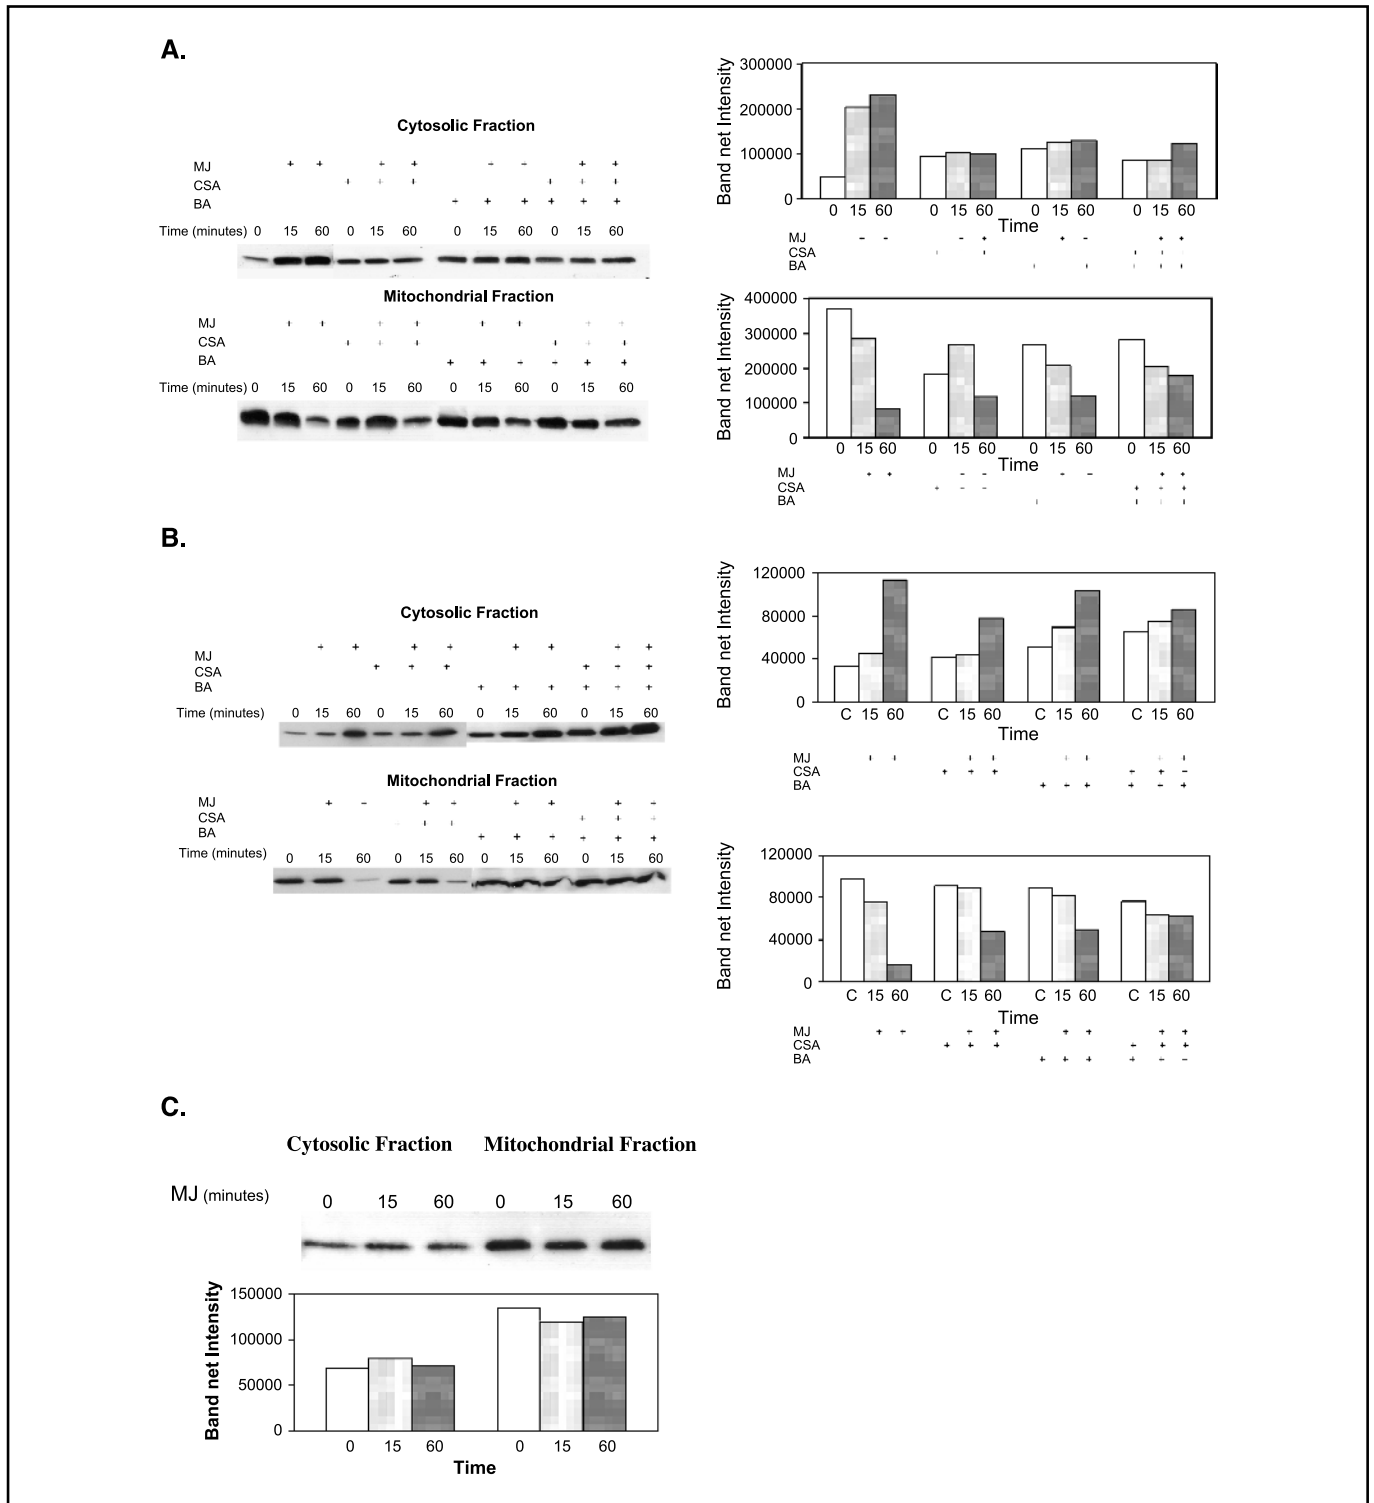 A.
Cytosolic Fraction
MJ + + + + - - + +
CSA + + + + + +
BA + + + + + +
Time (minutes) 0 15 60 0 15 60 0 15 60 0 15 60
Mitochondrial Fraction
MJ + + + + + + + +
CSA + + + + + +
BA + + + + + +
Time (minutes) 0 15 60 0 15 60 0 15 60 0 15 60
Band net Intensity
300000
200000
100000
0
0 15 60 0 15 60 0 15 60 0 15 60
Time
MJ
CSA
BA
Band net Intensity
400000
300000
200000
100000
0
0 15 60 0 15 60 0 15 60 0 15 60
Time
MJ
CSA
BA
B.
Cytosolic Fraction
MJ + + + + + + + +
CSA + + + + + +
BA + + + + + +
Time (minutes) 0 15 60 0 15 60 0 15 60 0 15 60
Mitochondrial Fraction
MJ
CSA
BA + + + + + +
Time (minutes) 0 15 60 0 15 60 0 15 60 0 15 60
Band net Intensity
120000
80000
40000
0
C 15 60 C 15 60 C 15 60 C 15 60
Time
MJ
CSA
BA
Band net Intensity
120000
80000
40000
0
C 15 60 C 15 60 C 15 60 C 15 60
Time
MJ
CSA
BA
C.
Cytosolic Fraction Mitochondrial Fraction
MJ (minutes) 0 15 60 0 15 60
Band net Intensity
150000
100000
50000
0
0 15 60 0 15 60
Time